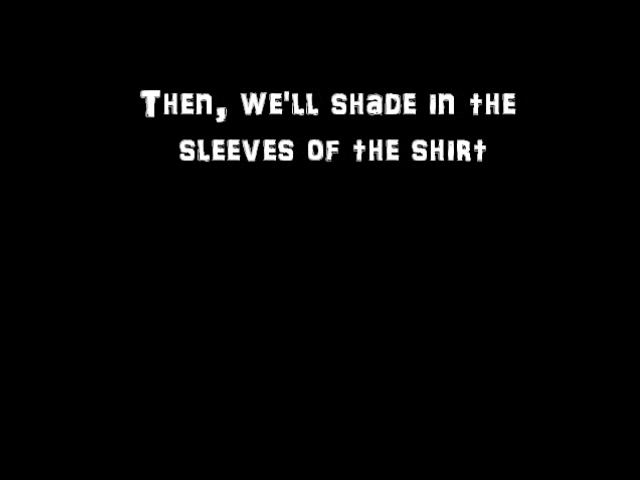 Then, we'll shade in the
sleeves of the shirt